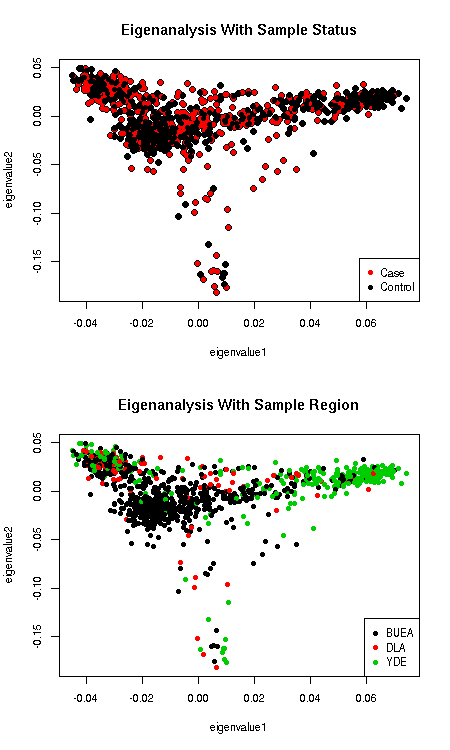 Eigenanalysis With Sample Status
0.05
0.00
-0.05
-0.10
-0.15
eigenvalue2
Case
Control
-0.04 -0.02 0.00 0.02 0.04 0.06
eigenvalue1
Eigenanalysis With Sample Region
0.05
0.00
-0.05
-0.10
-0.15
eigenvalue2
BUEA
DLA
YDE
-0.04 -0.02 0.00 0.02 0.04 0.06
eigenvalue1